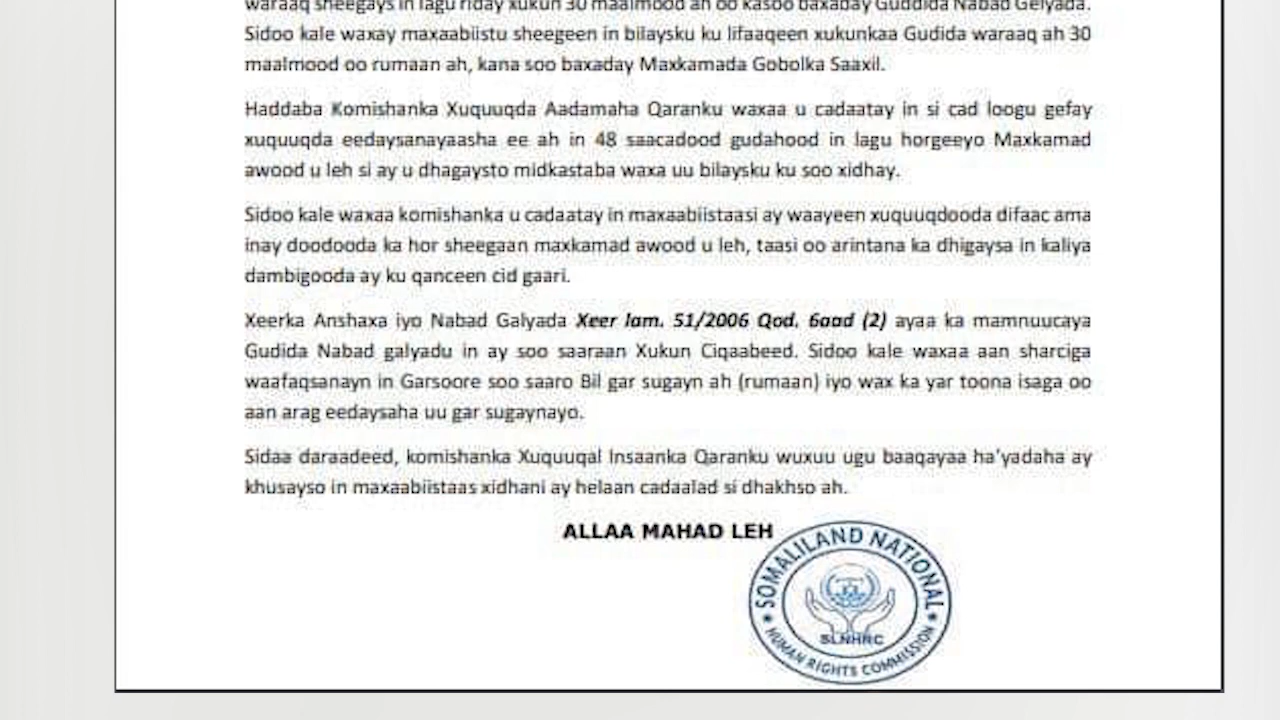 waraaq sheegays in lagu riday xukun 30 maalmood ah oo kasoo baxaday Guddida Nabad Gelyada.
Sidoo kale waxay maxaabiistu sheegeen in bilaysku ku lifaaqeen xukunkaa Gudida waraaq ah 30
maalmood oo rumaan ah, kana soo baxaday Maxkamada Gobolka Saaxil.
Haddaba Komishanka Xuquuqda Aadamaha Qaranku waxaa u cadaatay in si cad loogu gefay
xuquuqda eedaysanayaasha ee ah in 48 saacadood gudahood in lagu horgeeyo Maxkamad
awood u leh si ay u dhagaysto midkastaba waxa uu bilaysku ku soo xidhay.
Sidoo kale waxaa komishanka u cadaatay in maxaabiistaasi ay waayeen xuquuqdooda difaac ama
inay doodooda ka hor sheegaan maxkamad awood u leh, taasi oo arintana ka dhigaysa in kaliya
dambigooda ay ku qanceen cid gaari.
Xeerka Anshaxa iyo Nabad Galyada Xeer lam. 51/2006 Qod. 6aad (2) ayaa ka mamnuucaya
Gudida Nabad galyadu in ay soo saaraan Xukun Ciqaabeed. Sidoo kale waxaa aan sharciga
waafaqsanayn in Garsoore soo saaro Bil gar sugayn ah (rumaan) iyo wax ka yar toona isaga oo
aan arag eedaysaha uu gar sugaynayo.
Sidaa daraadeed, komishanka Xuquuqal Insaanka Qaranku wuxuu ugu baaqayaa ha'yadaha ay
khusayso in maxaabiistaas xidhani ay helaan cadaalad si dhakhso ah.
ALLAA MAHAD LEH
SOMALILAND NATIONAL
SLNHRC
HUMAN RIGHTS COMMISSION